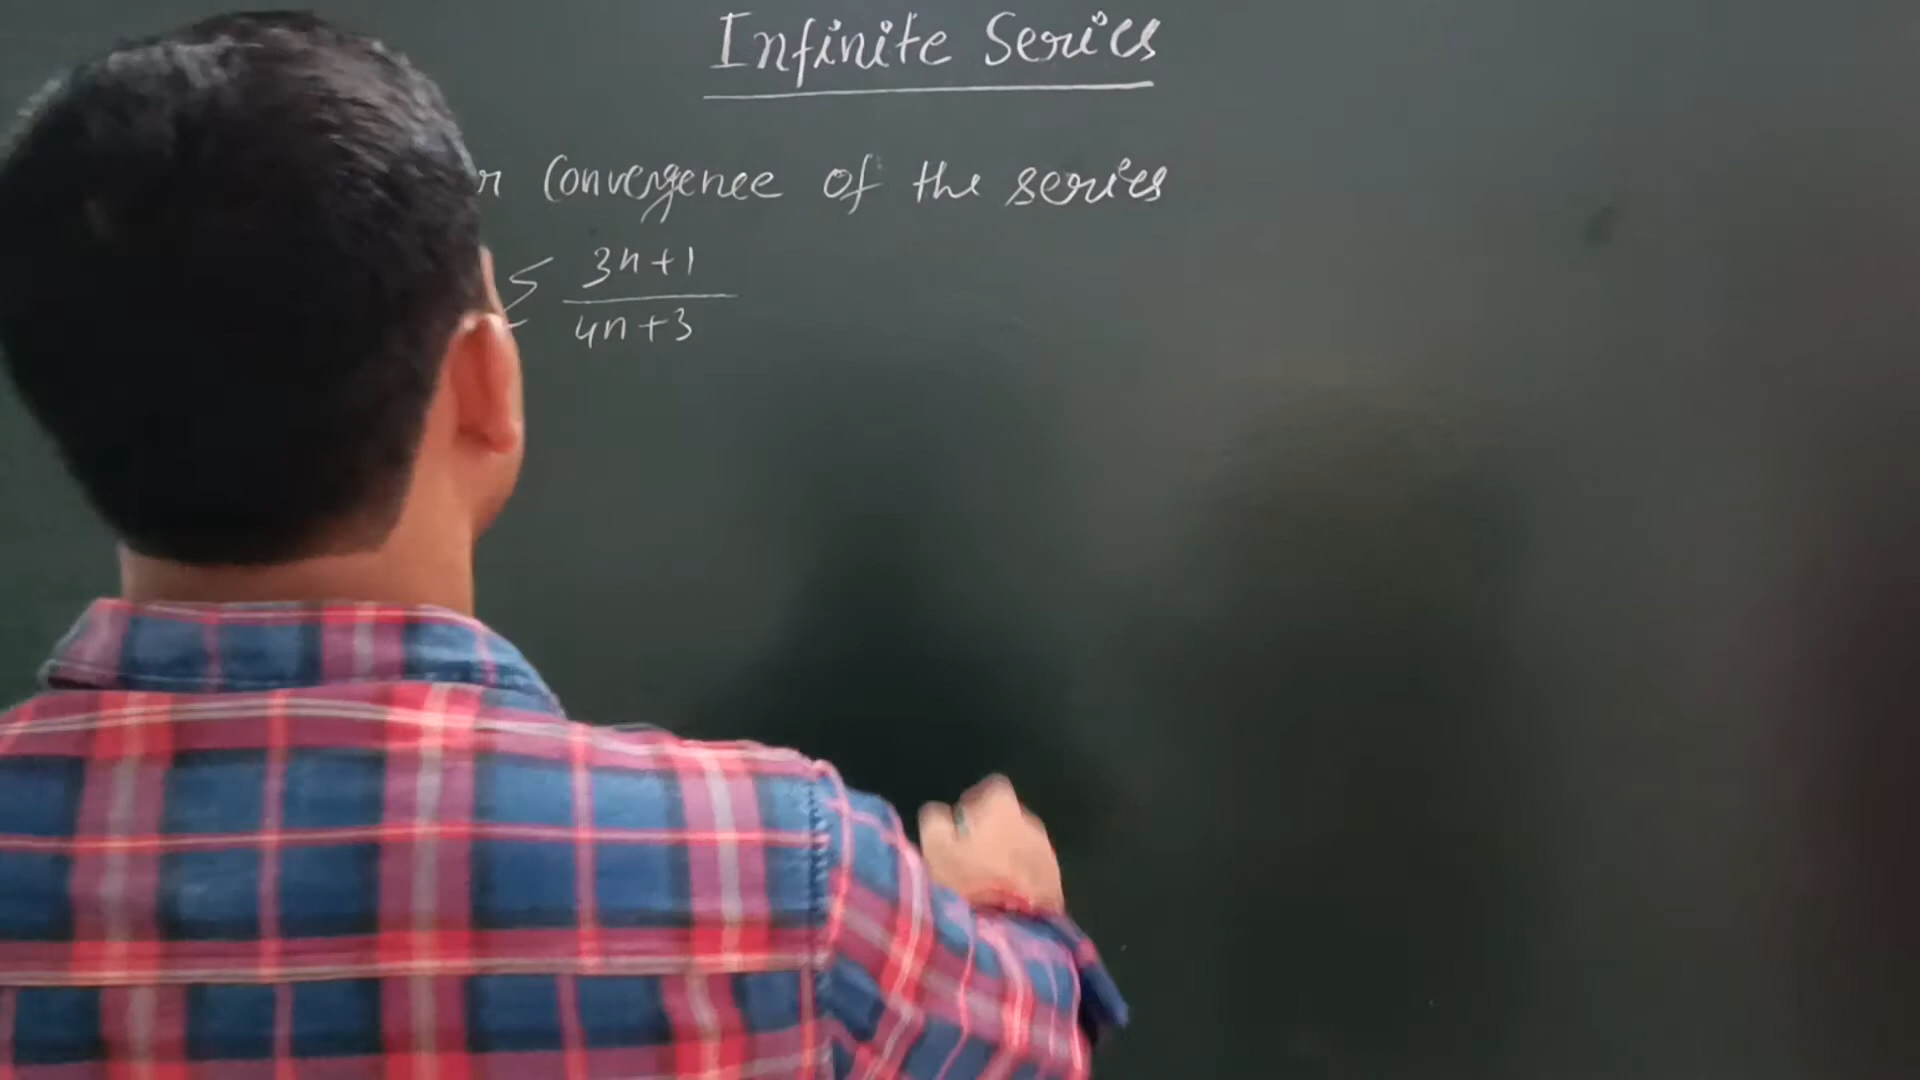 Infinite Series
Convergence of the series
∑ 3n+1
4n+3